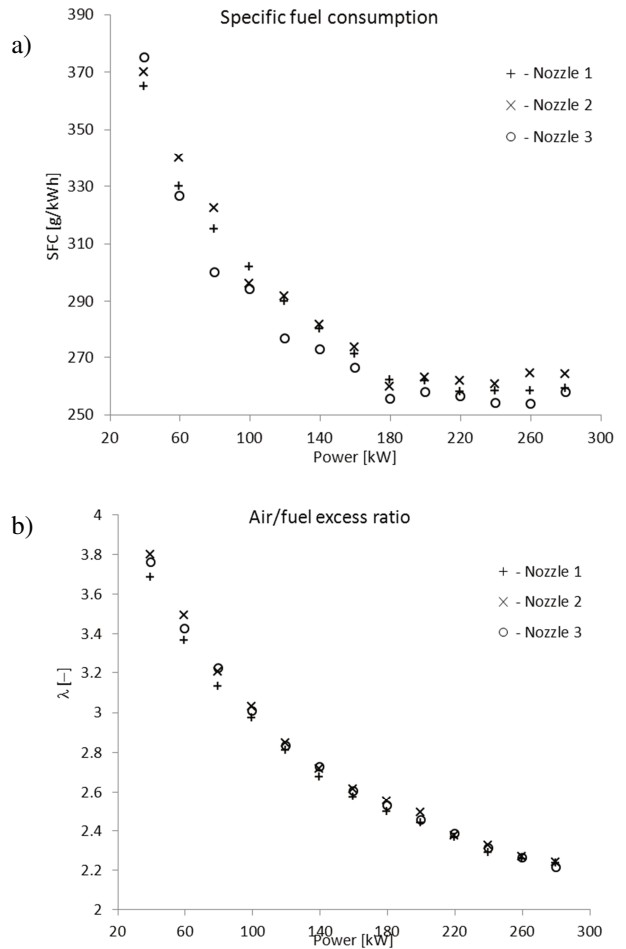 a)
Specific fuel consumption
390
370
350
330
310
290
270
250
SFC [g/kWh]
+ - Nozzle 1
× - Nozzle 2
○ - Nozzle 3
20 60 100 140 180 220 260 300
Power [kW]
b)
Air/fuel excess ratio
4
3.8
3.6
3.4
3.2
3
2.8
2.6
2.4
2.2
2
λ [−]
+ - Nozzle 1
× - Nozzle 2
○ - Nozzle 3
20 60 100 140 180 220 260 300
Power [kW]